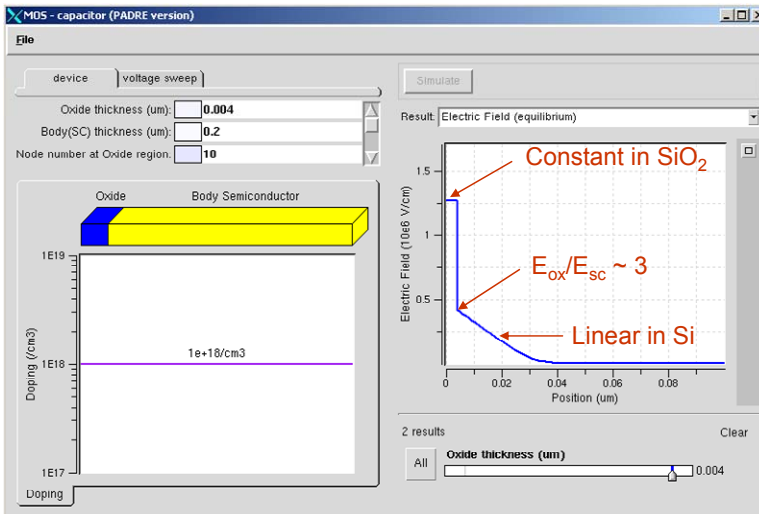 MOS - capacitor (PADRE version)
File
device
voltage sweep
Oxide thickness (um): 0.004
Body(SC) thickness (um): 0.2
Node number at Oxide region: 10
Oxide
Body Semiconductor
1E19
1E18
1E17
Doping (/cm3)
1e+18/cm3
Doping
Simulate
Result: Electric Field (equilibrium)
1.5
1
0.5
Electric Field (10e6 V/cm)
Constant in SiO₂
Eₒₓ/Eₛc ~ 3
Linear in Si
0 0.02 0.04 0.06 0.08
Position (um)
2 results
Clear
All
Oxide thickness (um)
0.004